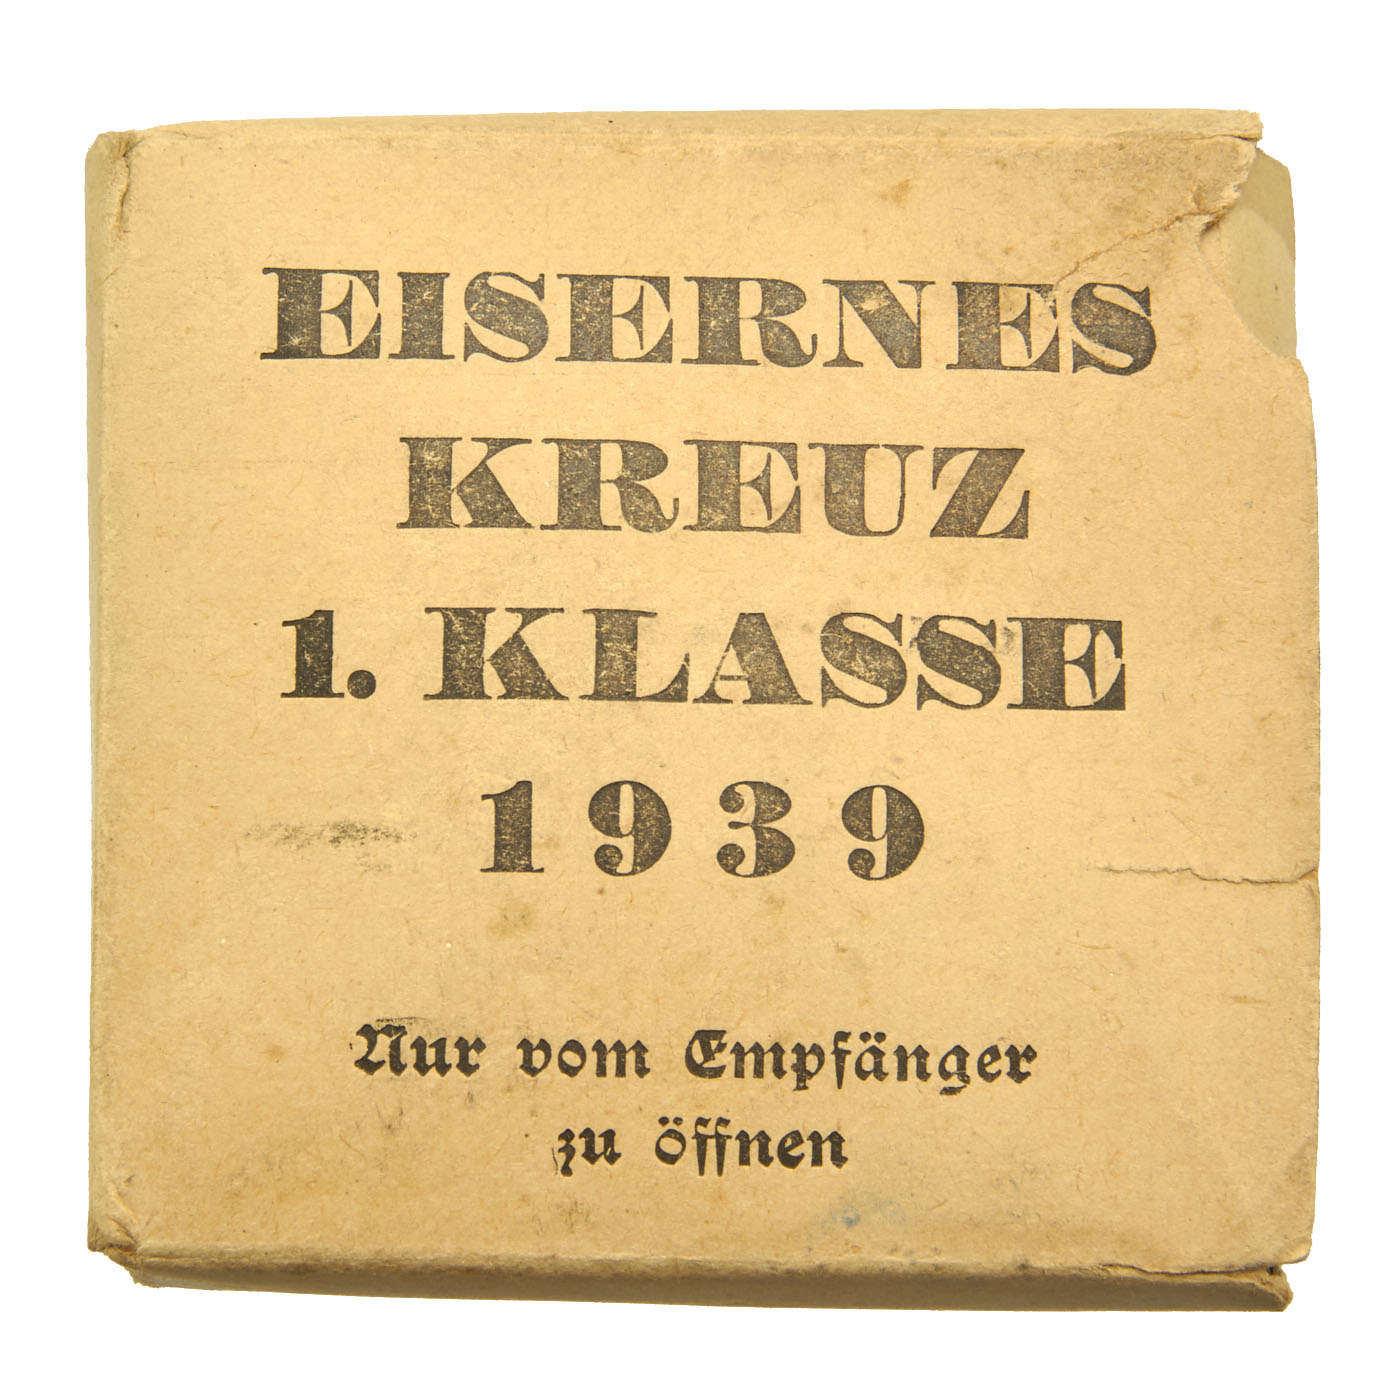 EISERNES
KREUZ
1. KLASSE
1939
Nur vom Empfänger
zu öffnen